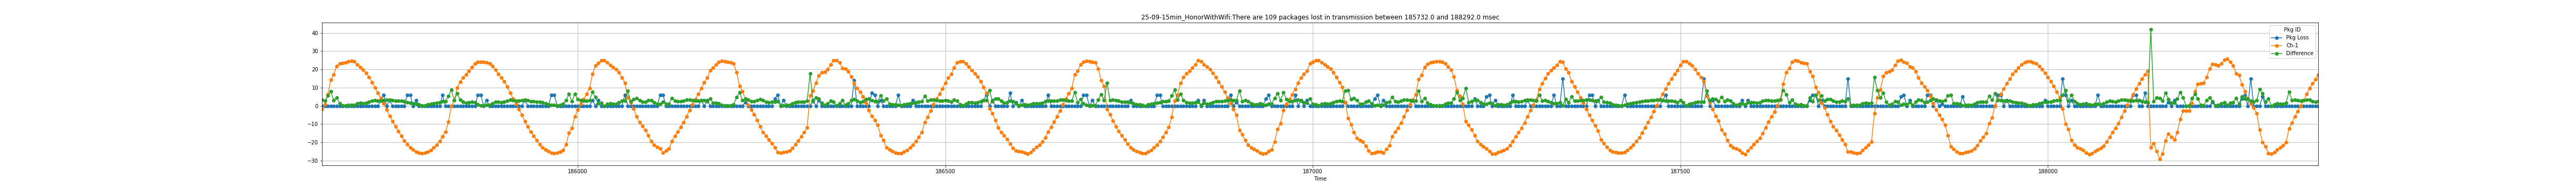 25-09-15min_HonorWithWifi:There are 109 packages lost in transmission between 185732.0 and 188292.0 msec
40
30
20
10
0
−10
−20
−30
Pkg ID
Pkg Loss
Ch-1
Difference
186000
186500
187000
187500
188000
Time